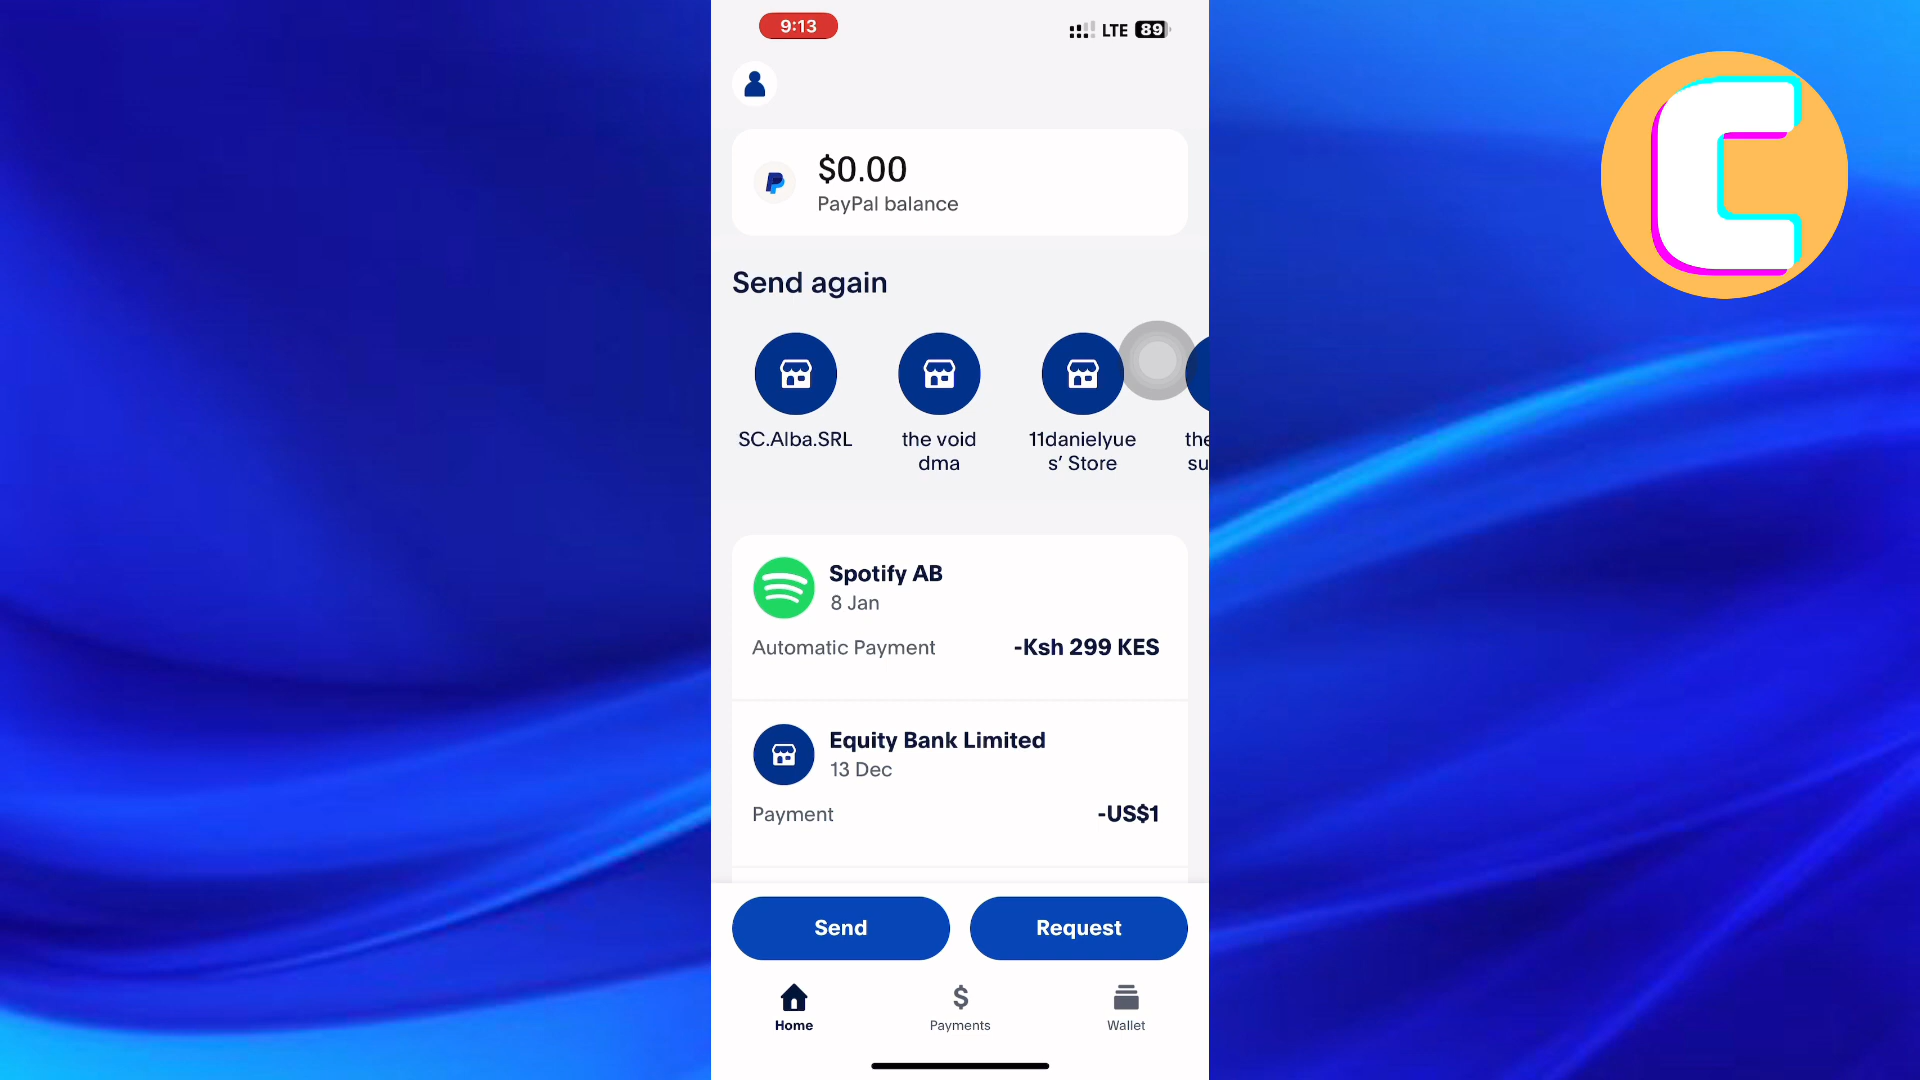 9:13
LTE 89
$0.00
PayPal balance
Send again
SC.Alba.SRL
the void
dma
11danielyue
s’ Store
the
su
Spotify AB
8 Jan
Automatic Payment
-Ksh 299 KES
Equity Bank Limited
13 Dec
Payment
-US$1
Send
Request
Home
Payments
Wallet
C